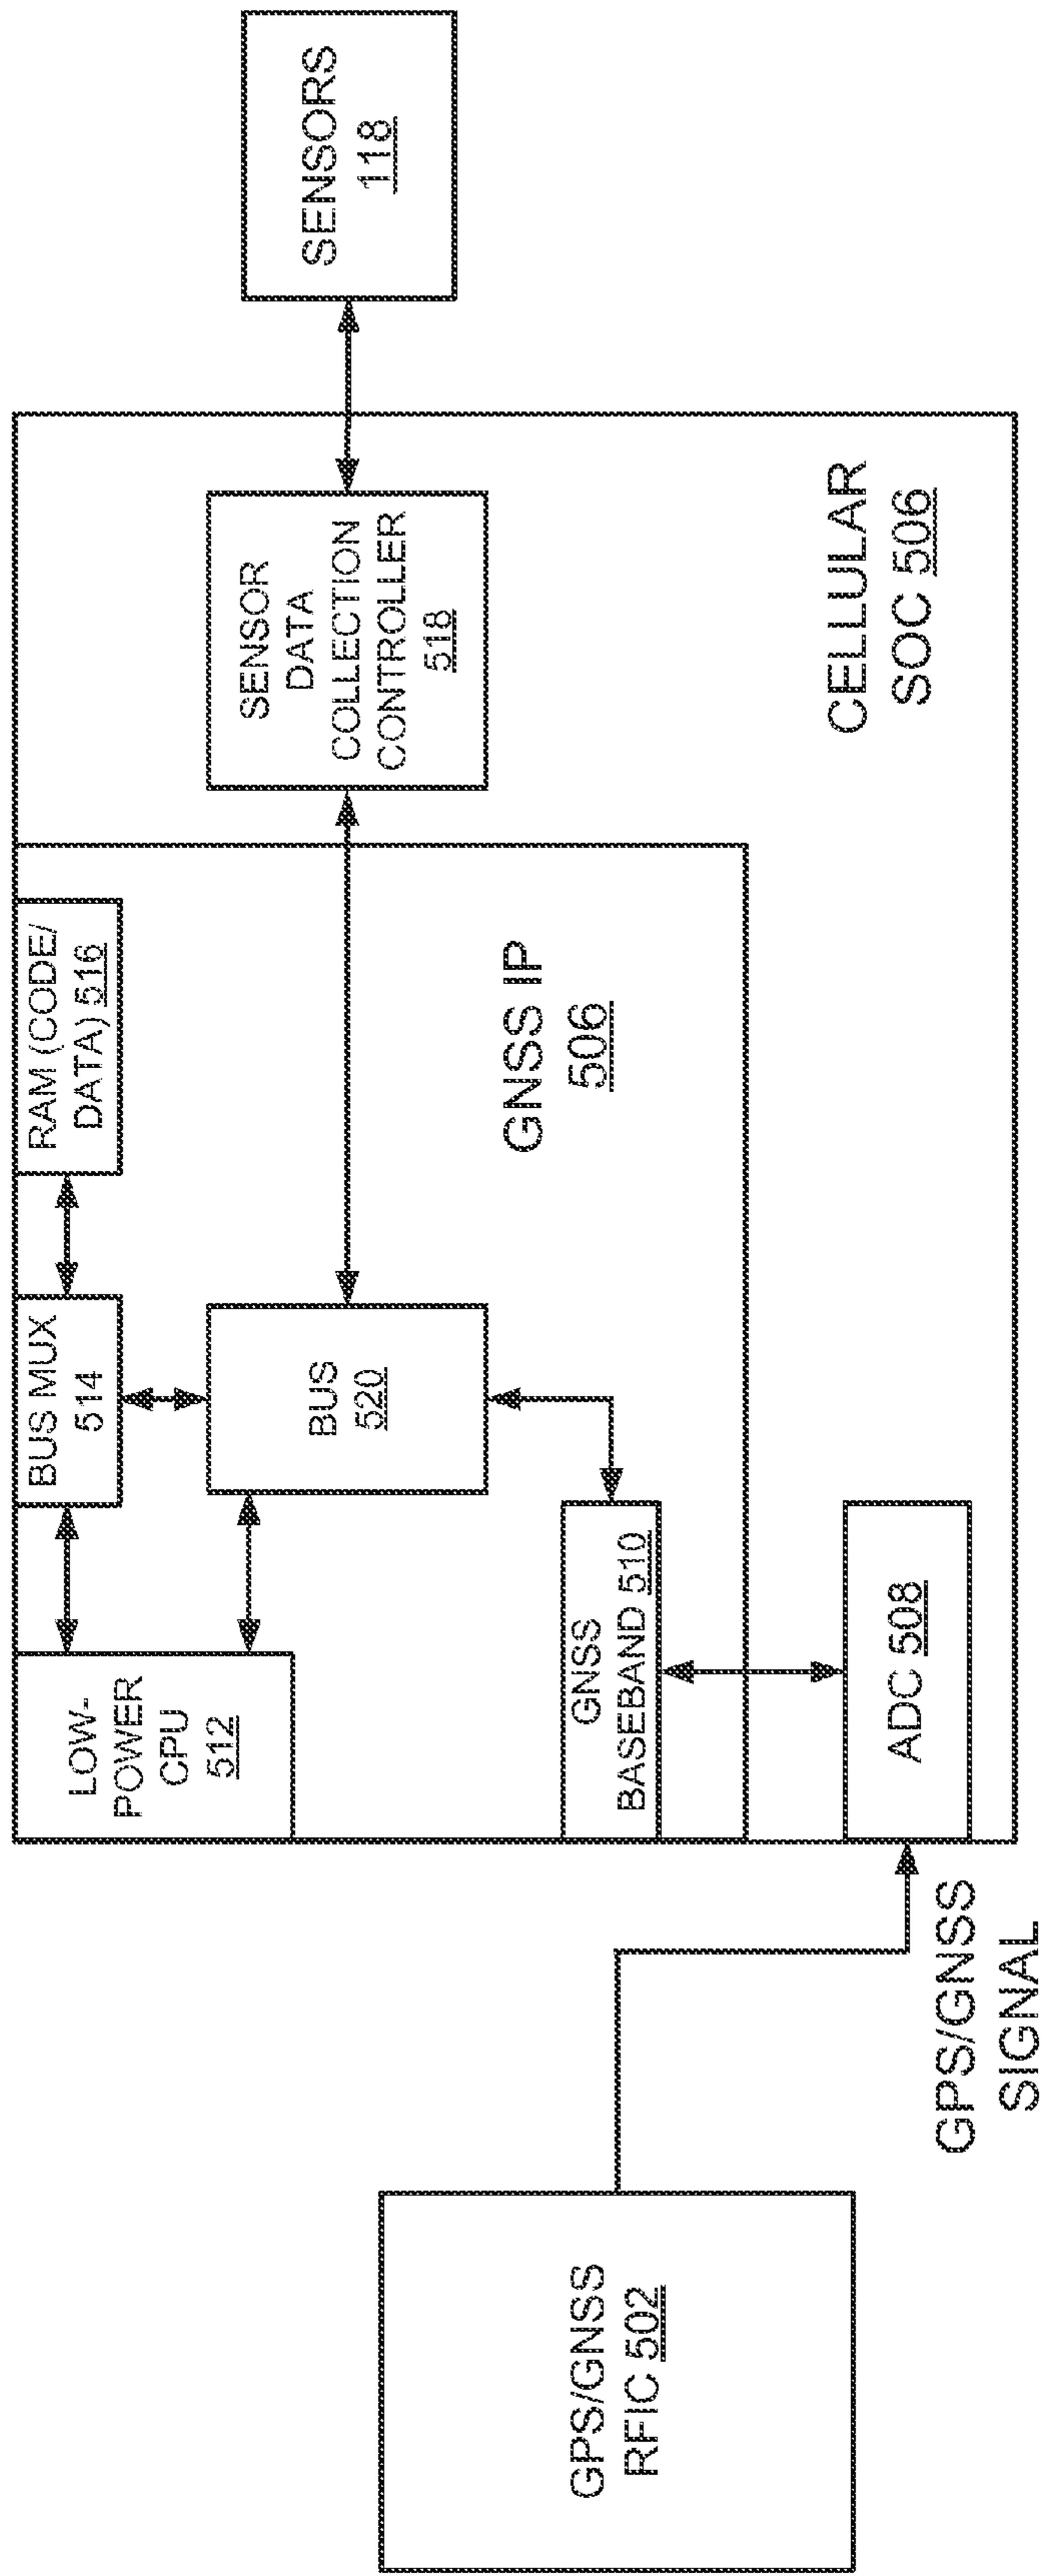 GPS/GNSS
RFIC 502
GPS/GNSS
SIGNAL
LOW-
POWER
CPU
512
BUS MUX
514
RAM (CODE/
DATA) 516
BUS
520
GNSS
BASEBAND 510
GNSS IP
506
ADC 508
SENSOR
DATA
COLLECTION
CONTROLLER
518
CELLULAR
SOC 506
SENSORS
118